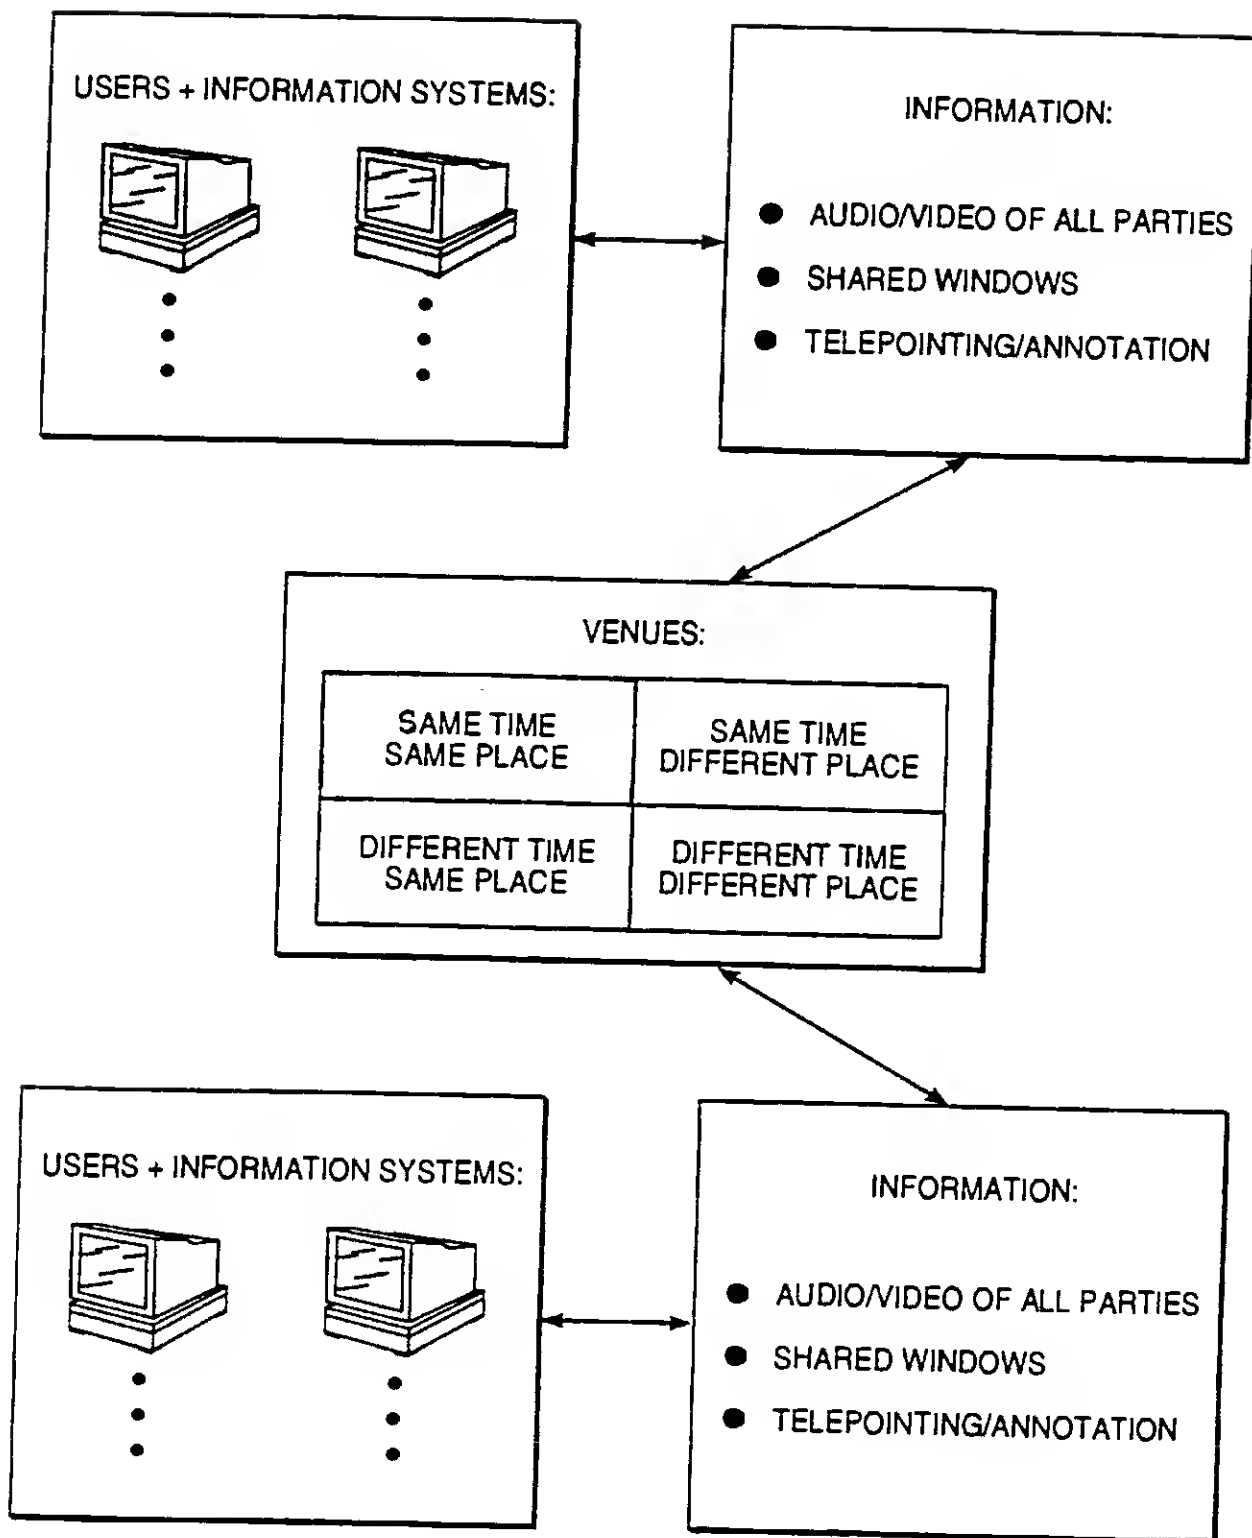 USERS + INFORMATION SYSTEMS:
INFORMATION:
● AUDIO/VIDEO OF ALL PARTIES
● SHARED WINDOWS
● TELEPOINTING/ANNOTATION
VENUES:
SAME TIME
SAME PLACE
SAME TIME
DIFFERENT PLACE
DIFFERENT TIME
SAME PLACE
DIFFERENT TIME
DIFFERENT PLACE
USERS + INFORMATION SYSTEMS:
INFORMATION:
● AUDIO/VIDEO OF ALL PARTIES
● SHARED WINDOWS
● TELEPOINTING/ANNOTATION